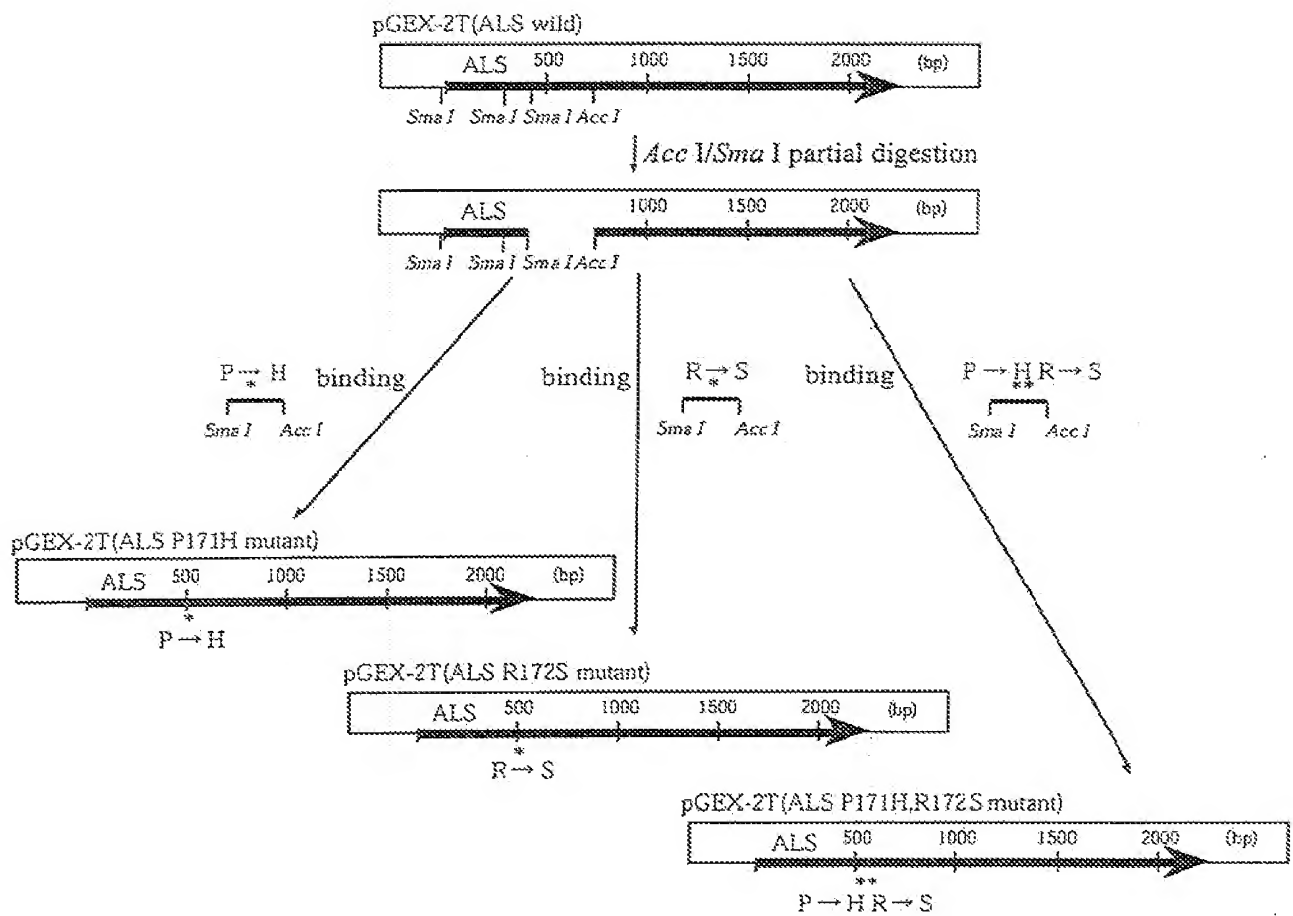 pGEX-2T(ALS wild)
ALS 500 1000 1500 2000 (bp)
Sma I Sma I Sma I Acc I
Acc I/Sma I partial digestion
ALS 1000 1500 2000 (bp)
Sma I Sma I Sma I Acc I
P → H binding binding R → S binding P → H R → S
* * **
Sma I Acc I Sma I Acc I Sma I Acc I
pGEX-2T(ALS P171H mutant)
ALS 500 1000 1500 2000 (bp)
*
P → H
pGEX-2T(ALS R172S mutant)
ALS 500 1000 1500 2000 (bp)
*
R → S
pGEX-2T(ALS P171H,R172S mutant)
ALS 500 1000 1500 2000 (bp)
**
P → H R → S